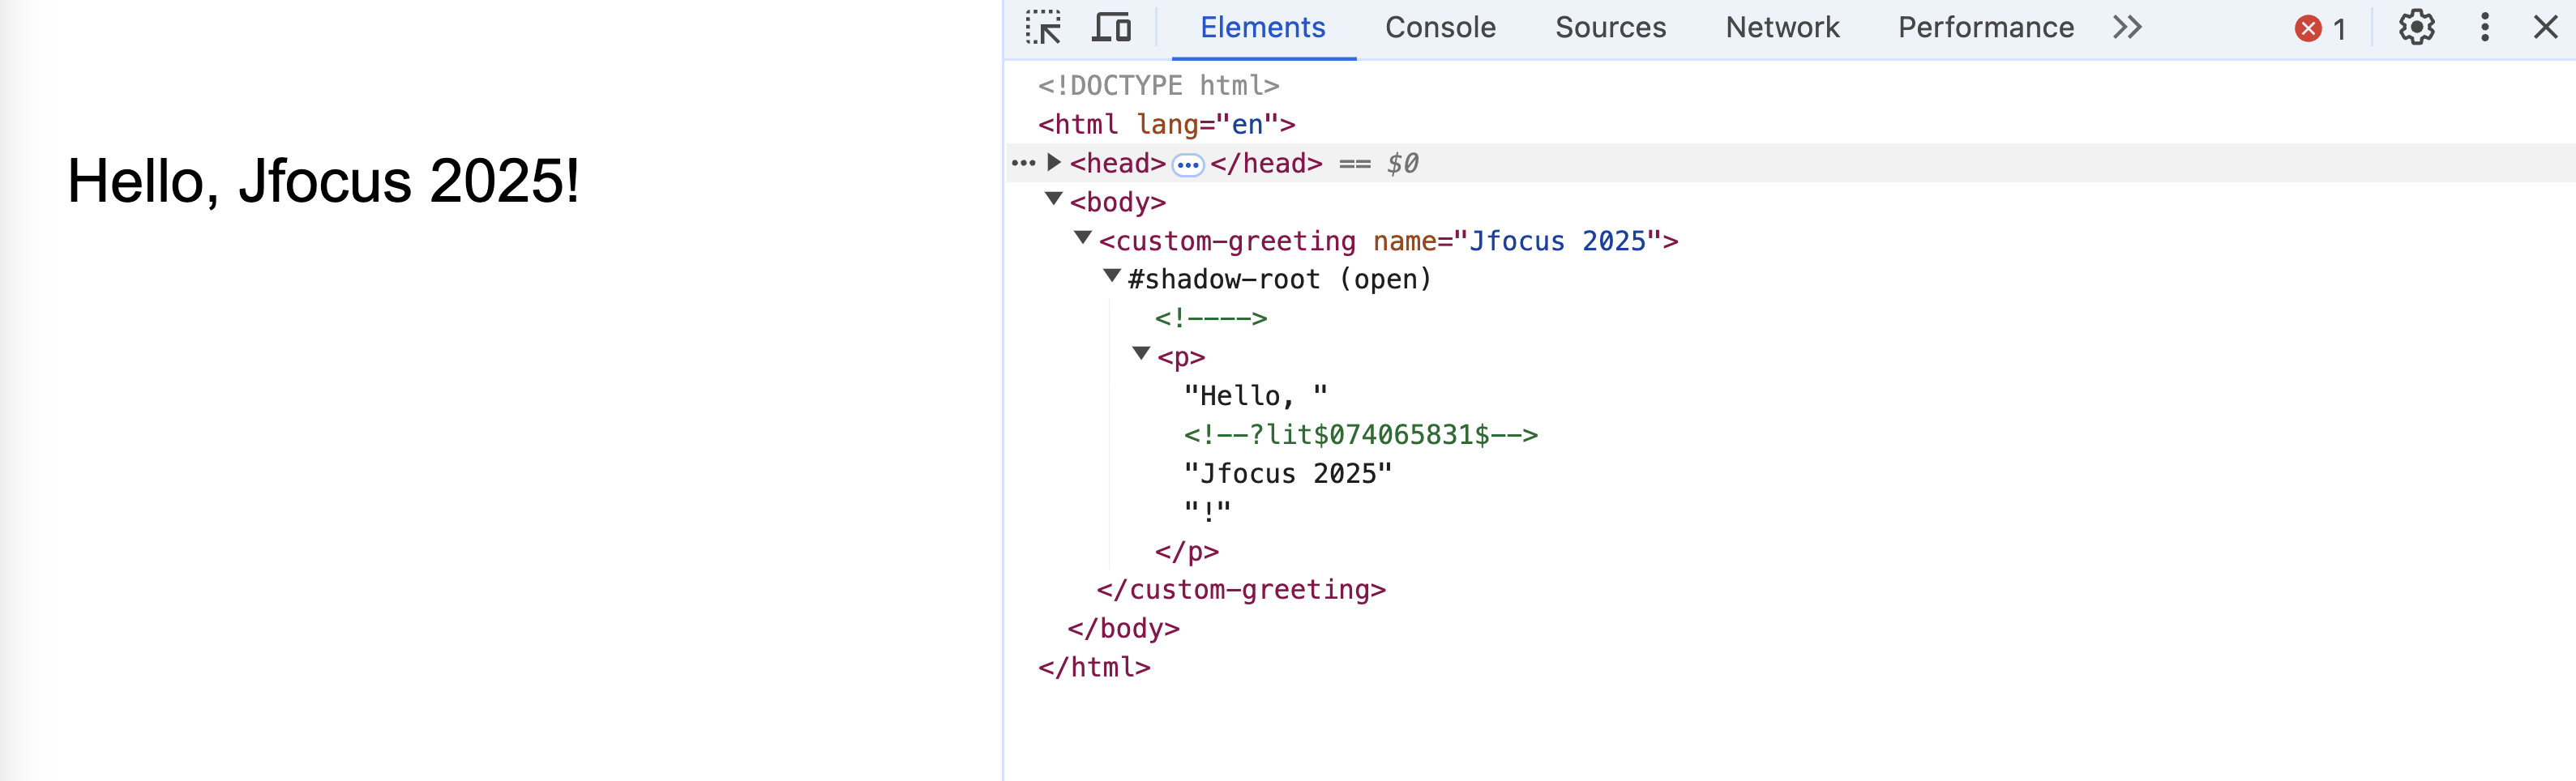 Hello, Jfocus 2025!
Elements Console Sources Network Performance 1
<!DOCTYPE html>
<html lang="en">
<head> </head> == $0
<body>
<custom-greeting name="Jfocus 2025">
#shadow-root (open)
<!---->
<p>
"Hello, "
<!--?lit$074065831$-->
"Jfocus 2025"
"!"
</p>
</custom-greeting>
</body>
</html>